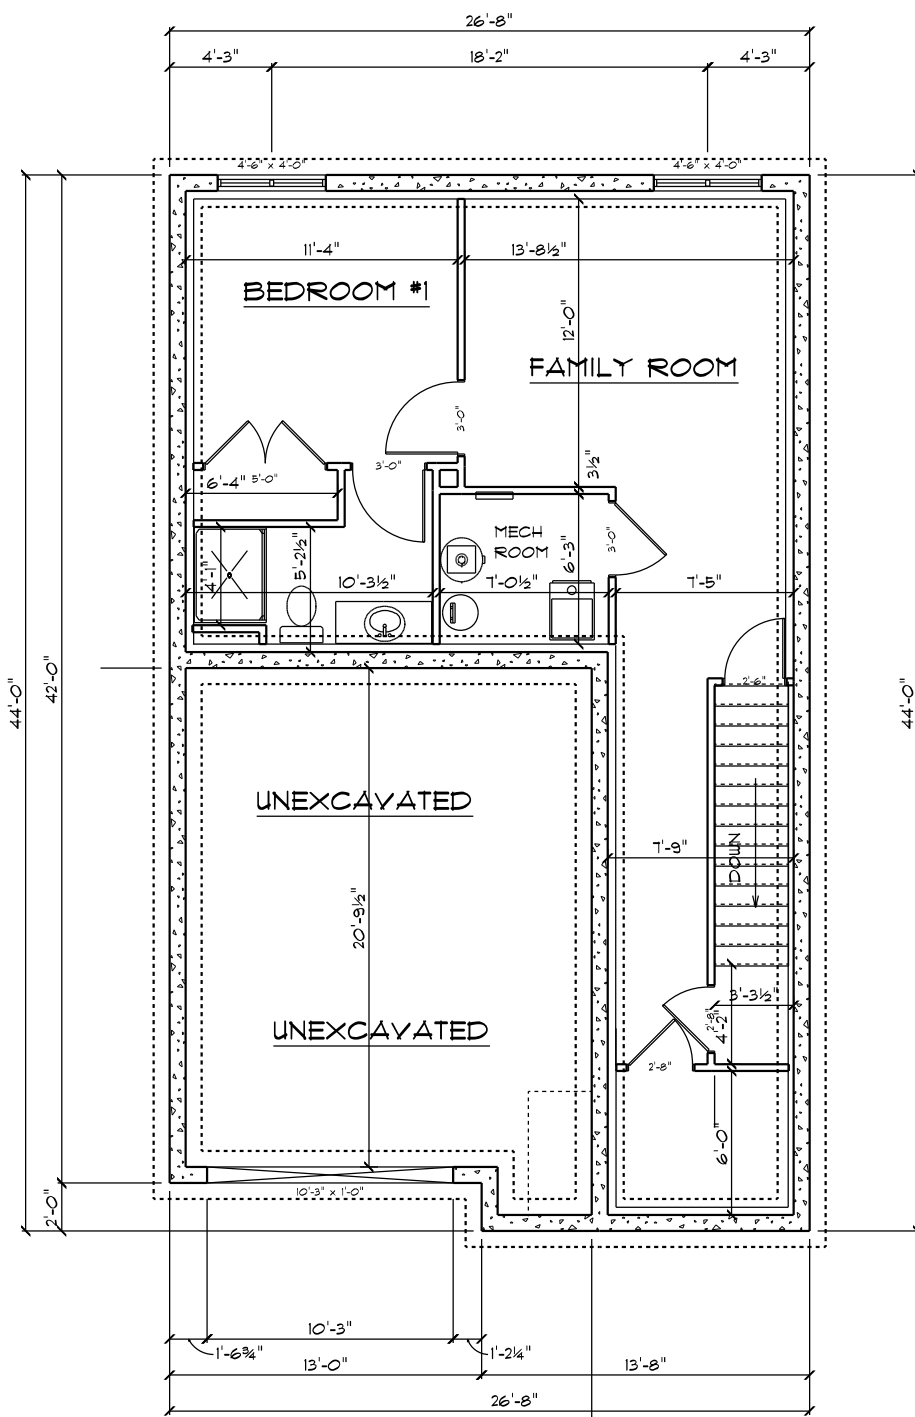 26'-8"
4'-3" 18'-2" 4'-3"
4'-6" x 4'-0" 4'-6" x 4'-0"
11'-4" 13'-8½"
BEDROOM #1
12'-0"
FAMILY ROOM
3'-0"
3'-0"
3½"
6'-4" 5'-0"
MECH
ROOM
3'-0"
5'-2½"
6'-3"
4'-1"
10'-3½" 7'-0½" 7'-5"
2'-6"
44'-0"
42'-0"
44'-0"
UNEXCAVATED
7'-9"
DOWN
20'-9½"
3'-3½"
2'-8"
4'-2"
UNEXCAVATED
2'-8"
6'-0"
10'-3" x 1'-0"
2'-0"
10'-3"
1'-6¾" 1'-2¼"
13'-0" 13'-8"
26'-8"